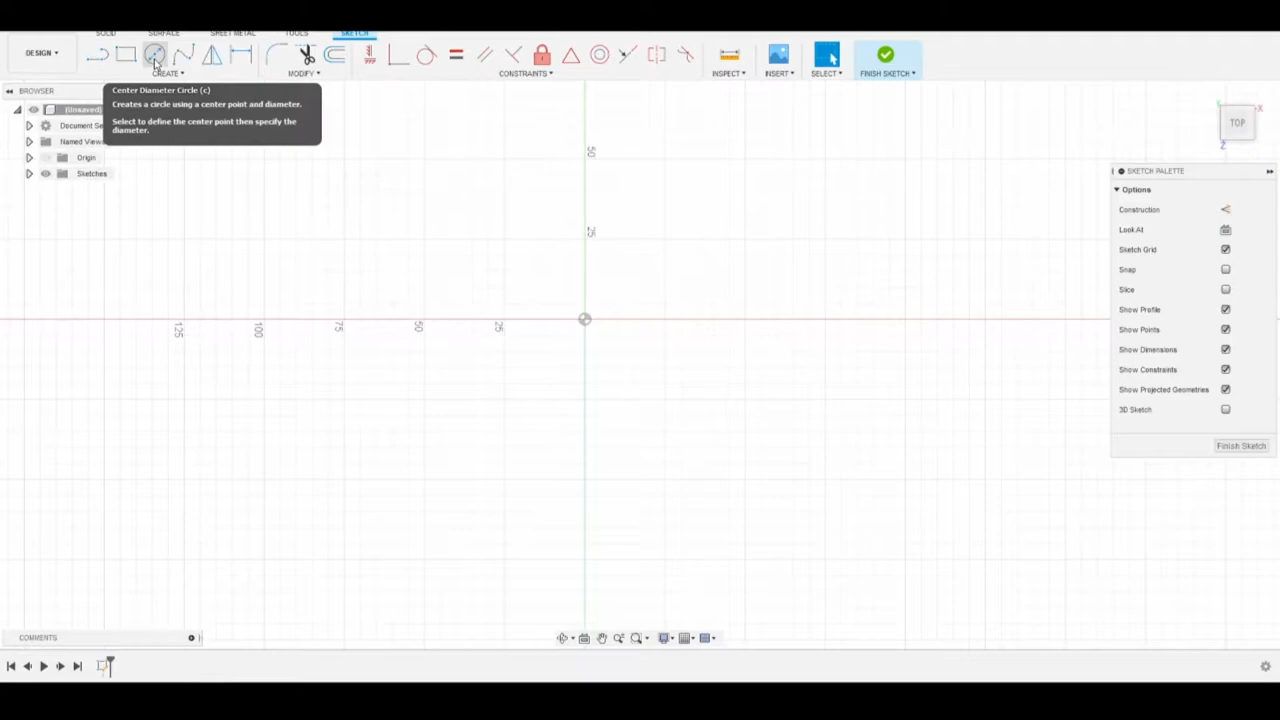 SOLID SURFACE SHEET METAL TOOLS SKETCH
DESIGN
CREATE MODIFY CONSTRAINTS INSPECT INSERT SELECT FINISH SKETCH
BROWSER
Center Diameter Circle (c)
Creates a circle using a center point and diameter.
Select to define the center point then specify the
diameter.
(Unsaved)
Document Se
Named Views
Origin
Sketches
TOP
X
Y
Z
50
25
125
100
75
50
25
SKETCH PALETTE
Options
Construction
Look At
Sketch Grid
Snap
Slice
Show Profile
Show Points
Show Dimensions
Show Constraints
Show Projected Geometries
3D Sketch
Finish Sketch
COMMENTS